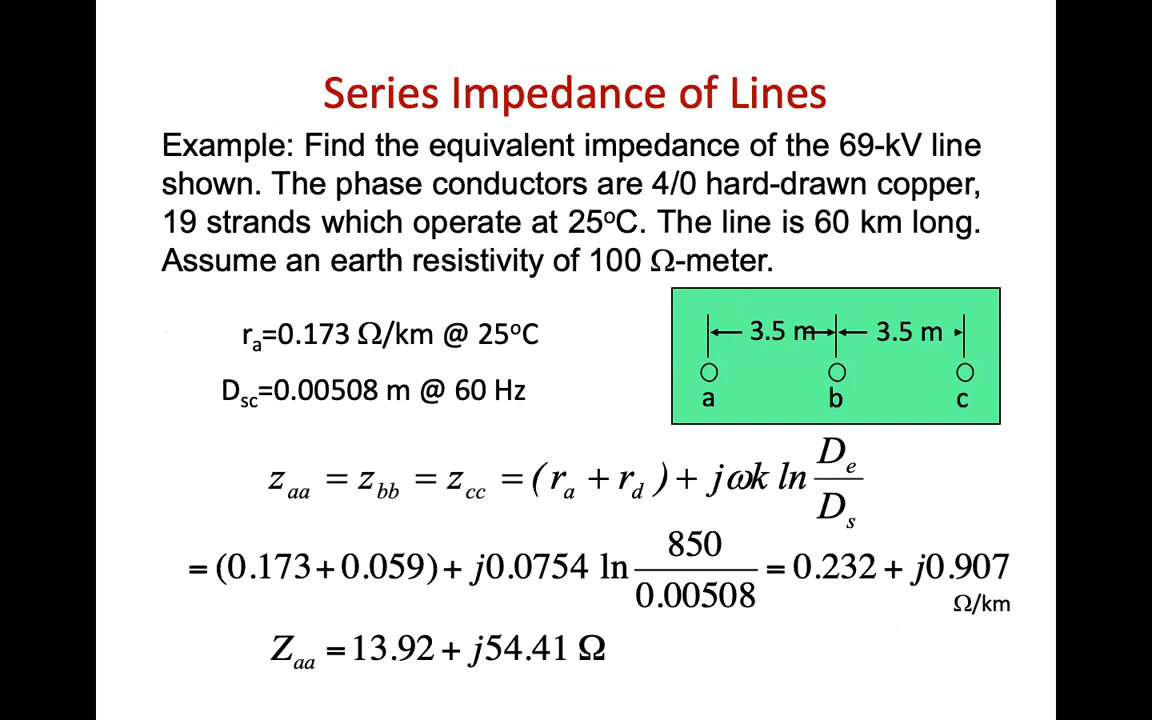 Series Impedance of Lines
Example: Find the equivalent impedance of the 69-kV line
shown. The phase conductors are 4/0 hard-drawn copper,
19 strands which operate at 25°C. The line is 60 km long.
Assume an earth resistivity of 100 Ω-meter.
r_a=0.173 Ω/km @ 25°C
D_sc=0.00508 m @ 60 Hz
3.5 m 3.5 m
a b c
z_aa = z_bb = z_cc = (r_a + r_d) + jωk ln D_e/D_s
= (0.173 + 0.059) + j0.0754 ln 850/0.00508 = 0.232 + j0.907
Ω/km
Z_aa = 13.92 + j54.41 Ω